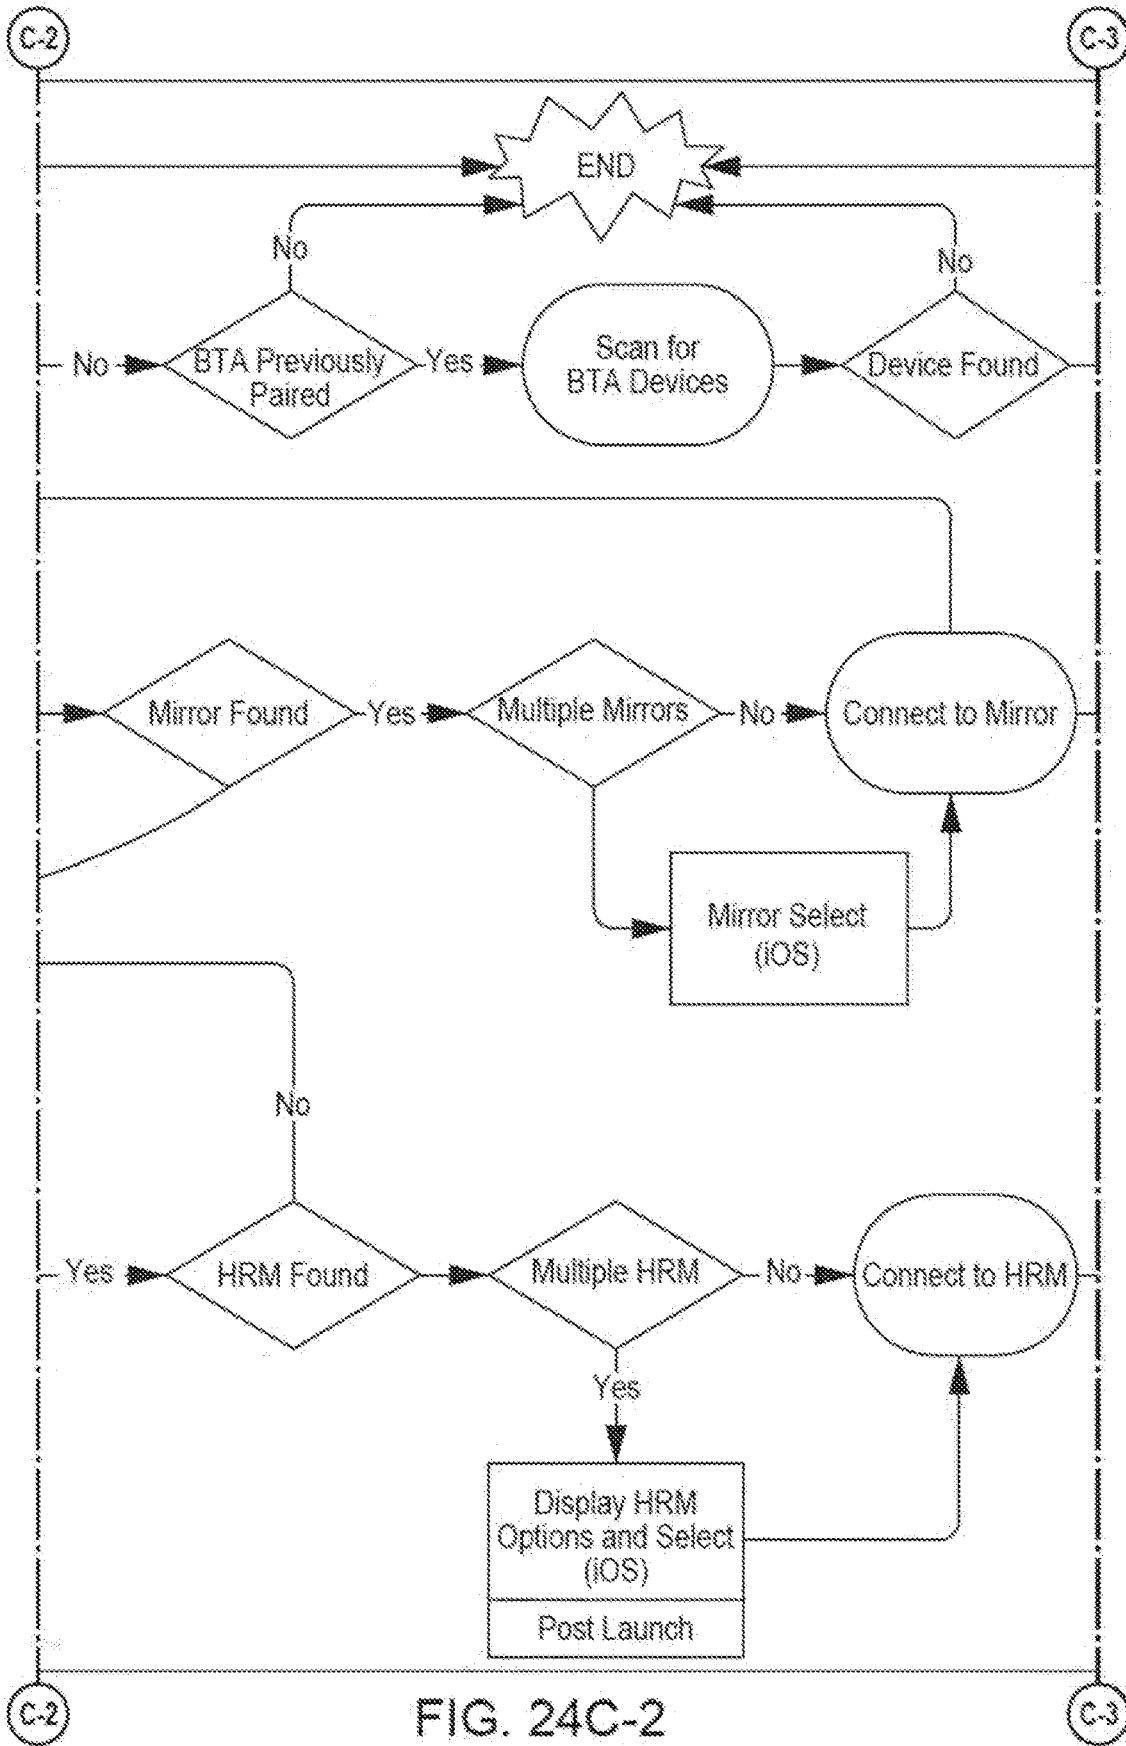 C-2
C-3
END
No
No
No
BTA Previously
Paired
Yes
Scan for
BTA Devices
Device Found
Mirror Found
Yes
Multiple Mirrors
No
Connect to Mirror
Mirror Select
(iOS)
No
Yes
HRM Found
Multiple HRM
No
Connect to HRM
Yes
Display HRM
Options and Select
(iOS)
Post Launch
C-2
FIG. 24C-2
C-3